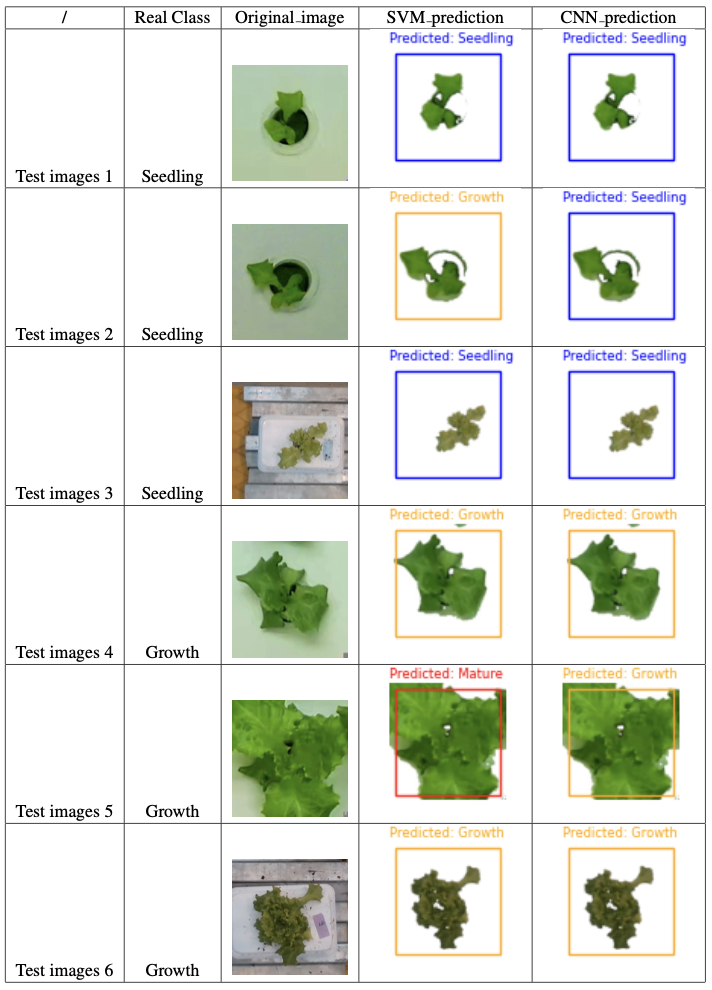 / Real Class Original_image SVM_prediction CNN_prediction
Predicted: Seedling Predicted: Seedling
Test images 1 Seedling
Predicted: Growth Predicted: Seedling
Test images 2 Seedling
Predicted: Seedling Predicted: Seedling
Test images 3 Seedling
Predicted: Growth Predicted: Growth
Test images 4 Growth
Predicted: Mature Predicted: Growth
Test images 5 Growth
Predicted: Growth Predicted: Growth
Test images 6 Growth